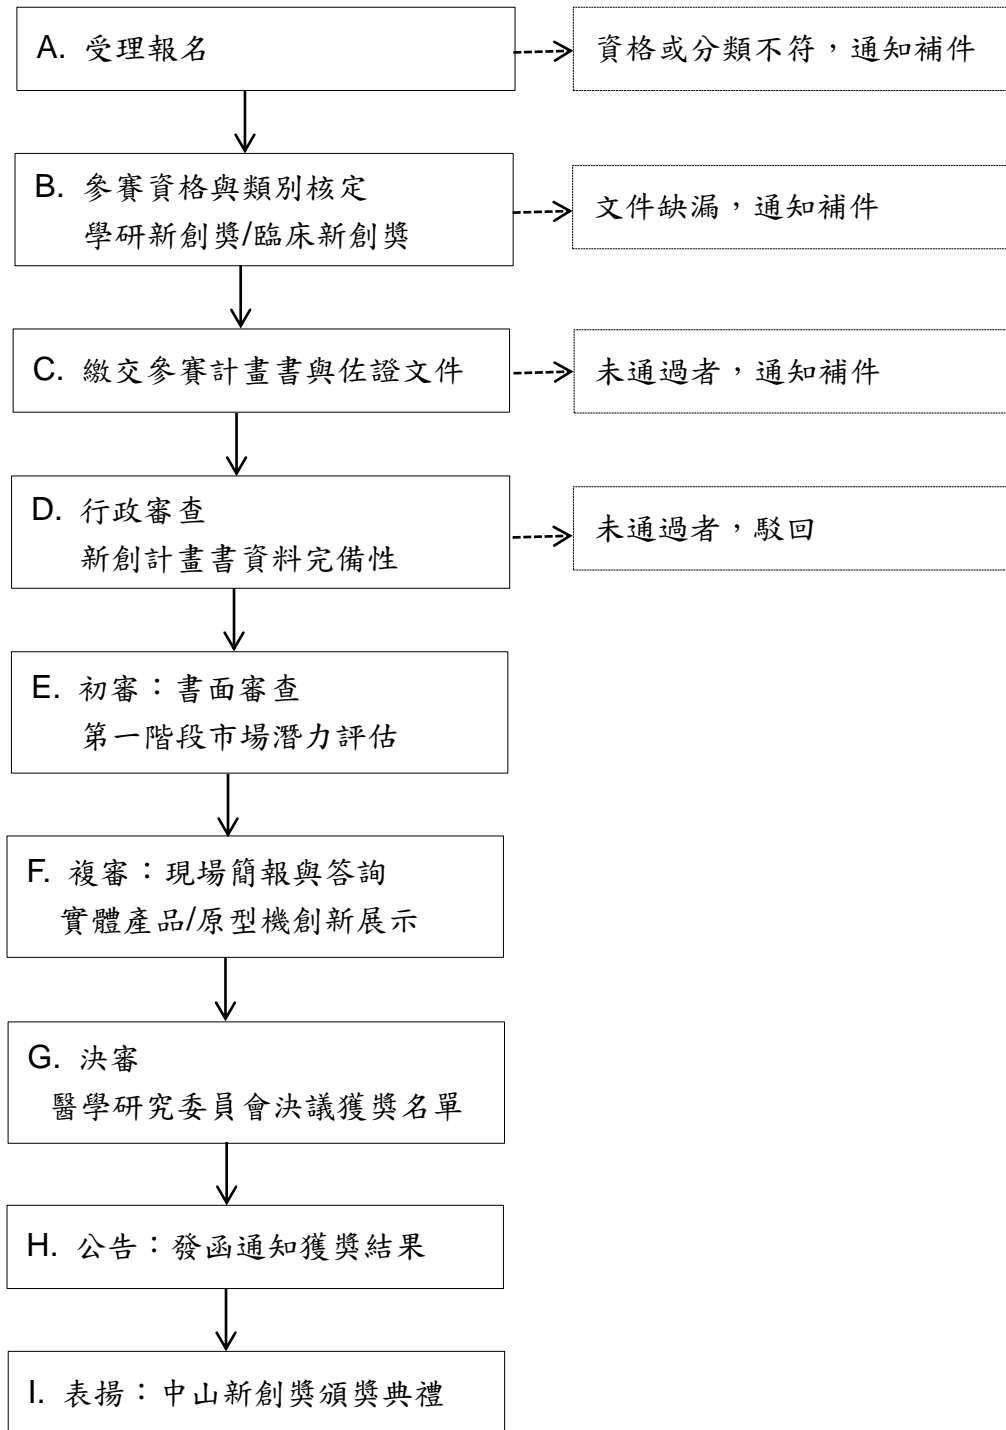 A. 受理報名
資格或分類不符，通知補件
B. 參賽資格與類別核定
學研新創獎/臨床新創獎
文件缺漏，通知補件
C. 繳交參賽計畫書與佐證文件
未通過者，通知補件
D. 行政審查
新創計畫書資料完備性
未通過者，駁回
E. 初審：書面審查
第一階段市場潛力評估
F. 複審：現場簡報與答詢
實體產品/原型機創新展示
G. 決審
醫學研究委員會決議獲獎名單
H. 公告：發函通知獲獎結果
I. 表揚：中山新創獎頒獎典禮